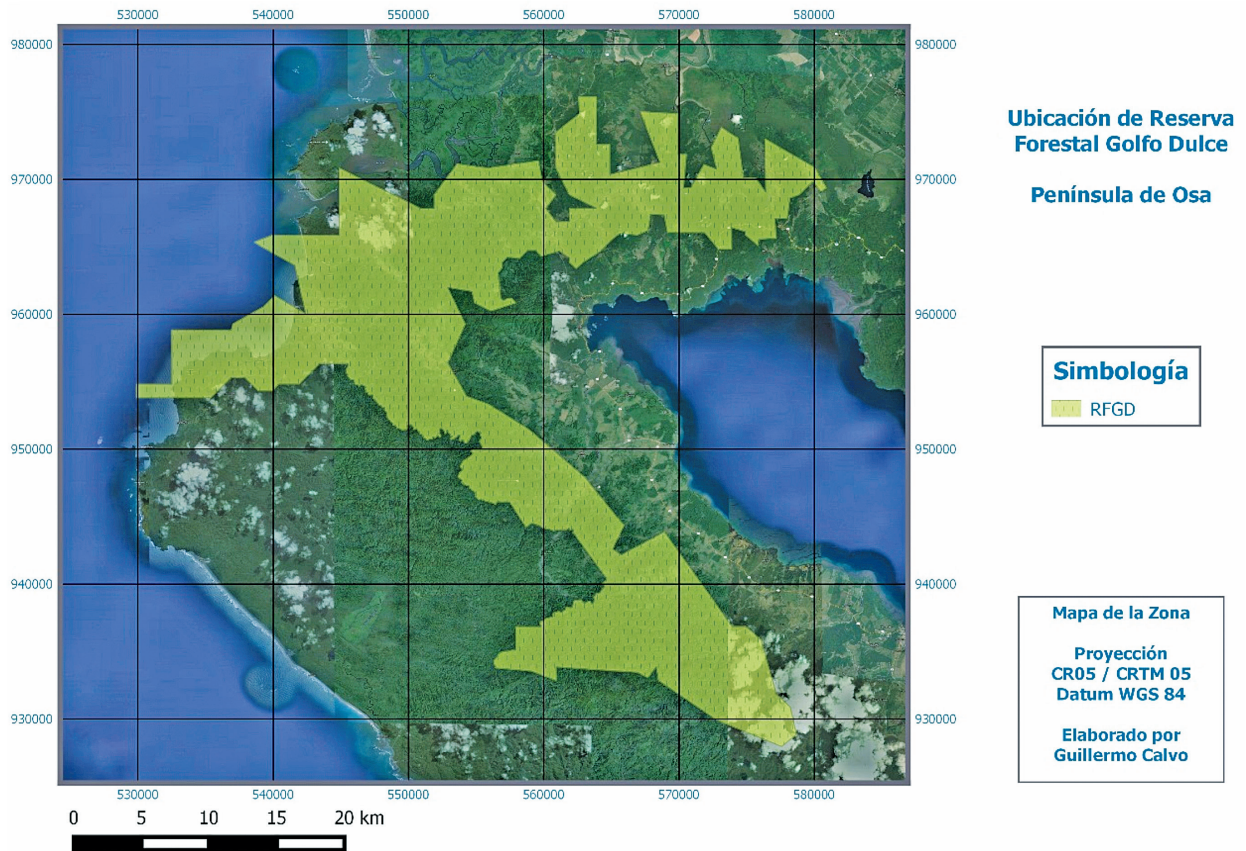 530000 540000 550000 560000 570000 580000
980000 980000
970000 970000
960000 960000
950000 950000
940000 940000
930000 930000
530000 540000 550000 560000 570000 580000
0 5 10 15 20 km
Ubicación de Reserva
Forestal Golfo Dulce
Península de Osa
Simbología
RFGD
Mapa de la Zona
Proyección
CR05 / CRTM 05
Datum WGS 84
Elaborado por
Guillermo Calvo